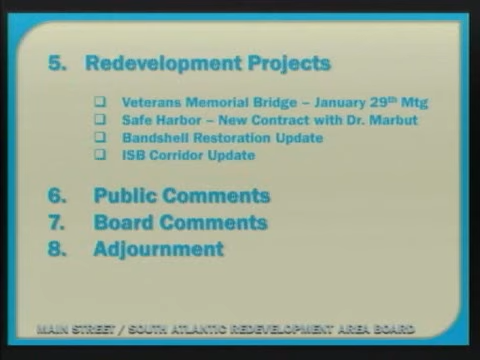 5. Redevelopment Projects
❑ Veterans Memorial Bridge – January 29th Mtg
❑ Safe Harbor – New Contract with Dr. Marbut
❑ Bandshell Restoration Update
❑ ISB Corridor Update
6. Public Comments
7. Board Comments
8. Adjournment
MAIN STREET / SOUTH ATLANTIC REDEVELOPMENT AREA BOARD